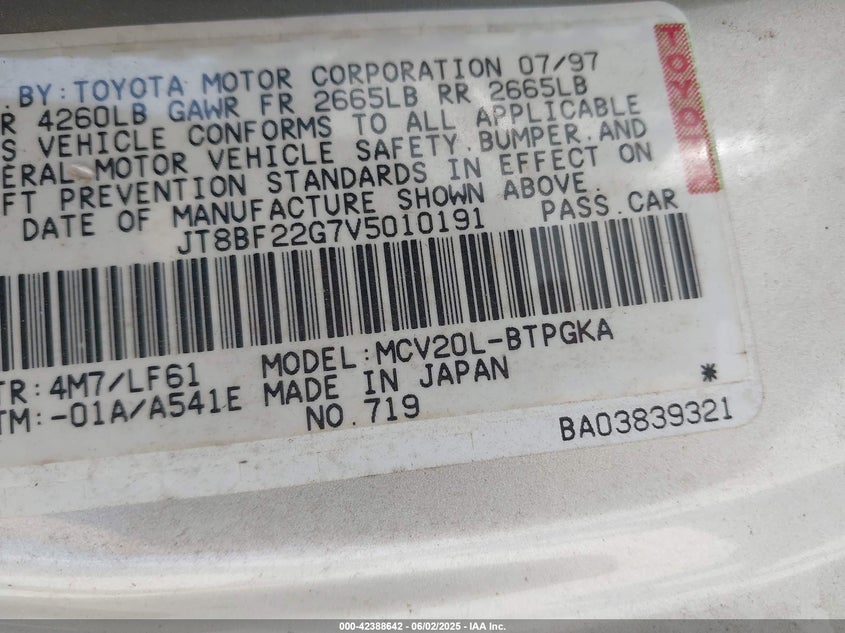 . BY: TOYOTA MOTOR CORPORATION 07/97
R 4260LB GAWR FR 2665LB RR 2665LB
S VEHICLE CONFORMS TO ALL APPLICABLE
ERAL MOTOR VEHICLE SAFETY, BUMPER, AND
FT PREVENTION STANDARDS IN EFFECT ON
DATE OF MANUFACTURE SHOWN ABOVE.
JT8BF22G7V5010191 PASS. CAR
TOYO
MODEL: MCV20L-BTPGKA
TR: 4M7/LF61 MADE IN JAPAN *
TM: -01A/A541E NO. 719
BA03839321
000-42388642 - 06/02/2025 - IAA Inc.